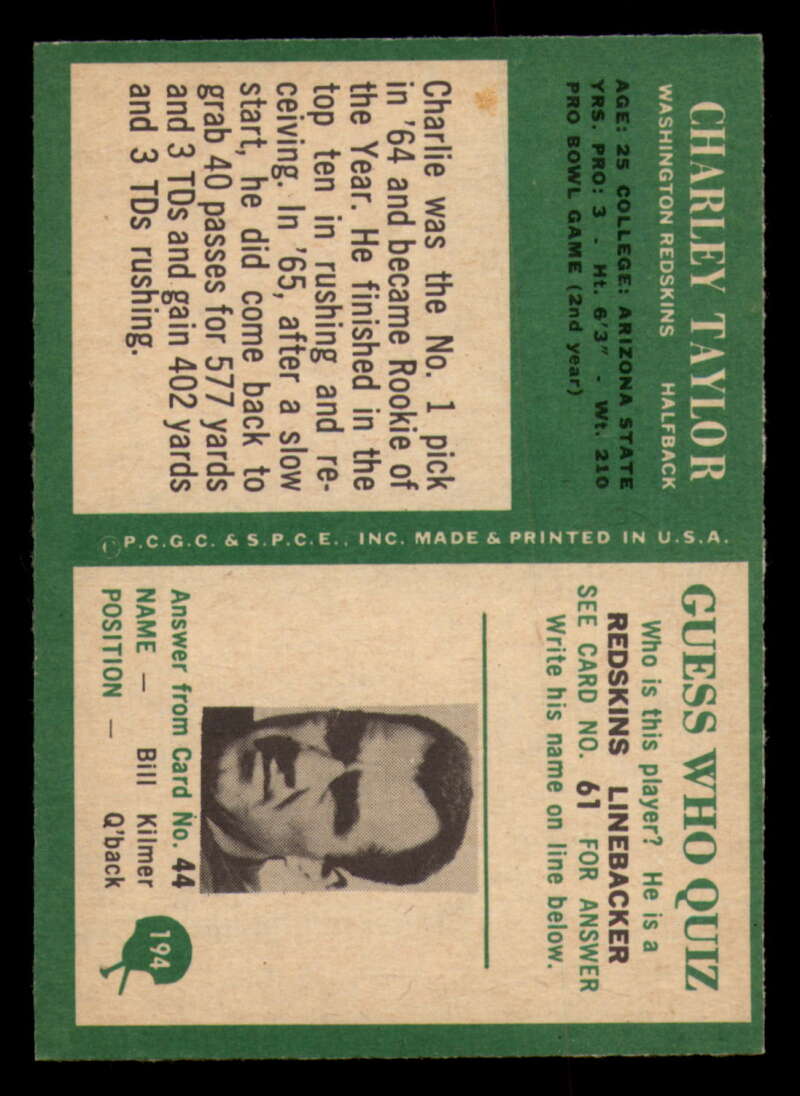 CHARLEY TAYLOR
WASHINGTON REDSKINS HALFBACK
AGE: 25 COLLEGE: ARIZONA STATE
YRS. PRO: 3 - Ht. 6'3" - Wt. 210
PRO BOWL GAME (2nd year)
Charlie was the No. 1 pick
in '64 and became Rookie of
the Year. He finished in the
top ten in rushing and re-
ceiving. In '65, after a slow
start, he did come back to
grab 40 passes for 577 yards
and 3 TDs and gain 402 yards
and 3 TDs rushing.
© P.C.G.C. & S.P.C.E., INC. MADE & PRINTED IN U.S.A.
GUESS WHO QUIZ
Who is this player? He is a
REDSKINS LINEBACKER
SEE CARD NO. 61 FOR ANSWER
Write his name on line below.
Answer from Card No. 44
NAME — Bill Kilmer
POSITION — Q'back
194